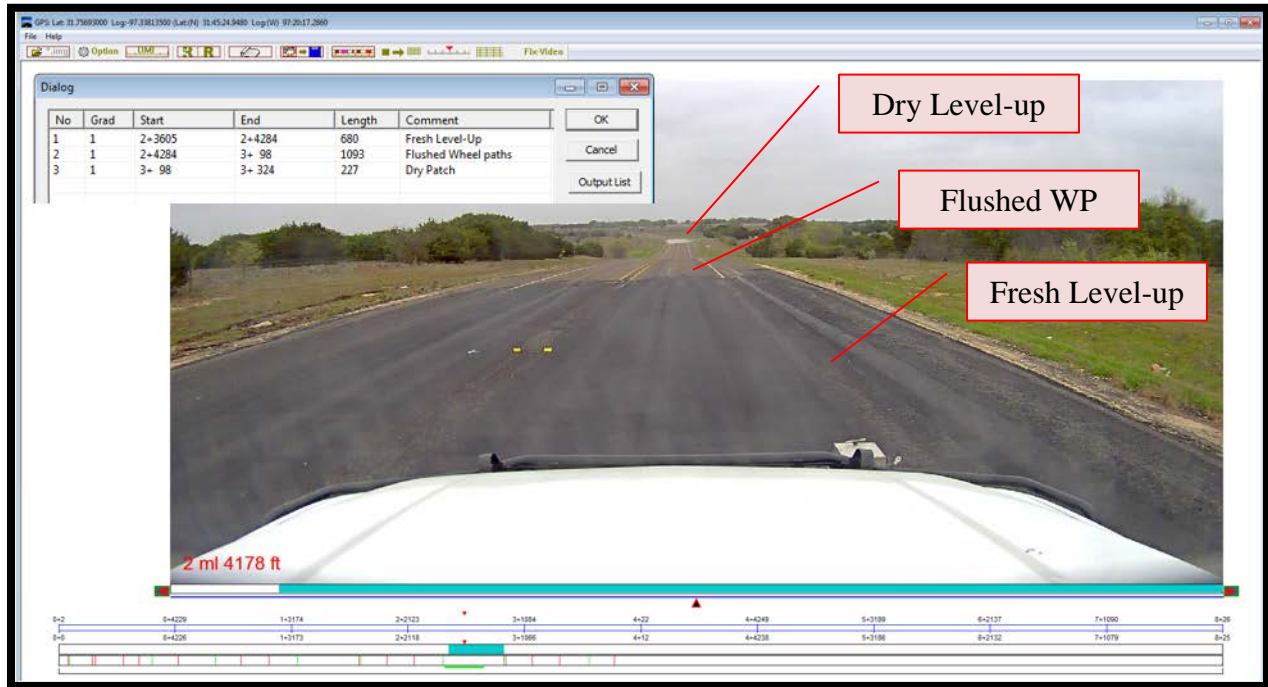 GPS: Lat: 31.75693000 Log:-97.33813500 (Lat:(N) 31:45:24.9480 Log:(W) 97:20:17.2860
File Help
*.img Option DMI R R Fix Video
Dialog
No Grad Start End Length Comment
1 1 2+3605 2+4284 680 Fresh Level-Up
2 1 2+4284 3+ 98 1093 Flushed Wheel paths
3 1 3+ 98 3+ 324 227 Dry Patch
OK
Cancel
Output List
Dry Level-up
Flushed WP
Fresh Level-up
2 ml 4178 ft
0+2 0+4229 1+3174 2+2123 3+1084 4+22 4+4249 5+3199 6+2137 7+1090 8+26
0+0 0+4226 1+3173 2+2118 3+1066 4+12 4+4238 5+3186 6+2132 7+1079 8+25